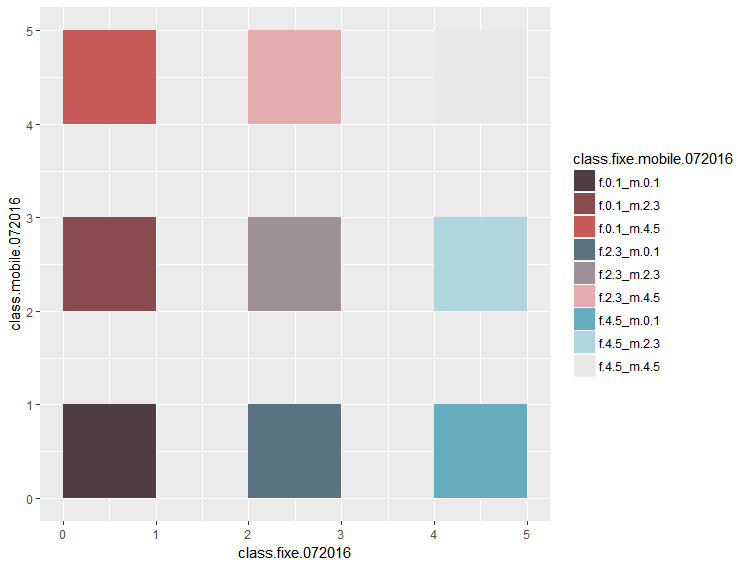 5
4
3
2
1
0
class.mobile.072016
0 1 2 3 4 5
class.fixe.072016
class.fixe.mobile.072016
f.0.1_m.0.1
f.0.1_m.2.3
f.0.1_m.4.5
f.2.3_m.0.1
f.2.3_m.2.3
f.2.3_m.4.5
f.4.5_m.0.1
f.4.5_m.2.3
f.4.5_m.4.5